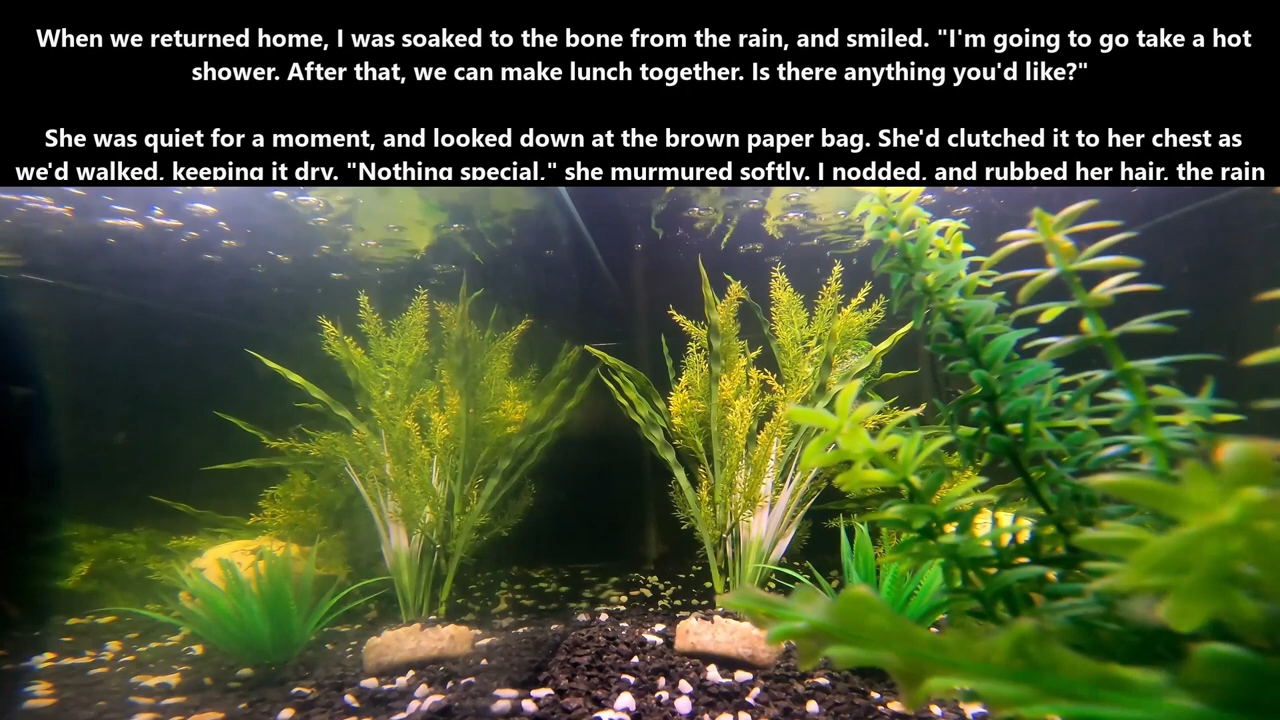 When we returned home, I was soaked to the bone from the rain, and smiled. "I'm going to go take a hot
shower. After that, we can make lunch together. Is there anything you'd like?"
She was quiet for a moment, and looked down at the brown paper bag. She'd clutched it to her chest as
we'd walked, keeping it dry. "Nothing special," she murmured softly. I nodded, and rubbed her hair, the rain